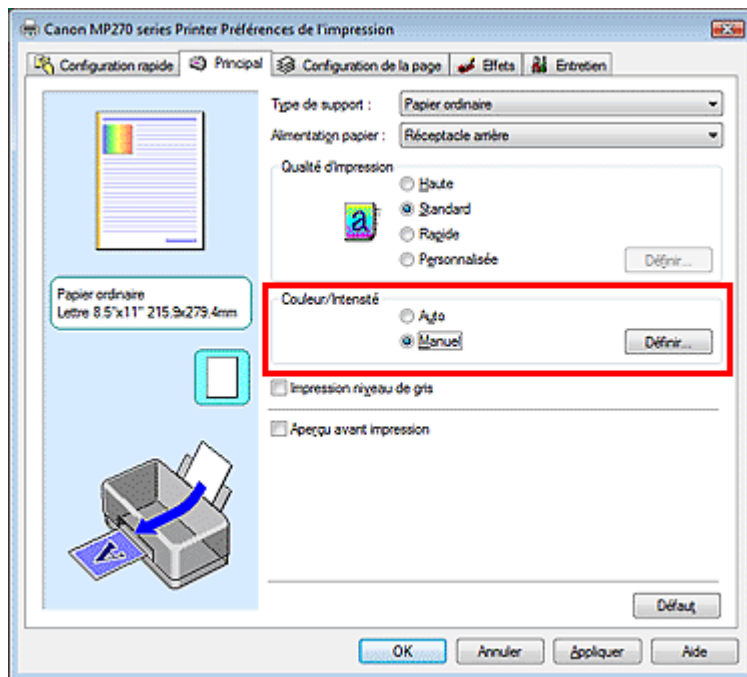 Canon MP270 series Printer Préférences de l'impression
Configuration rapide
Principal
Configuration de la page
Effets
Entretien
Type de support :
Papier ordinaire
Alimentation papier :
Réceptacle arrière
Qualité d'impression
Haute
a
Standard
Rapide
Personnalisée
Définir...
Papier ordinaire
Lettre 8.5"x11" 215.9x279.4mm
Couleur/Intensité
Auto
Manuel
Définir...
Impression niveau de gris
Aperçu avant impression
A
Défaut
OK
Annuler
Appliquer
Aide